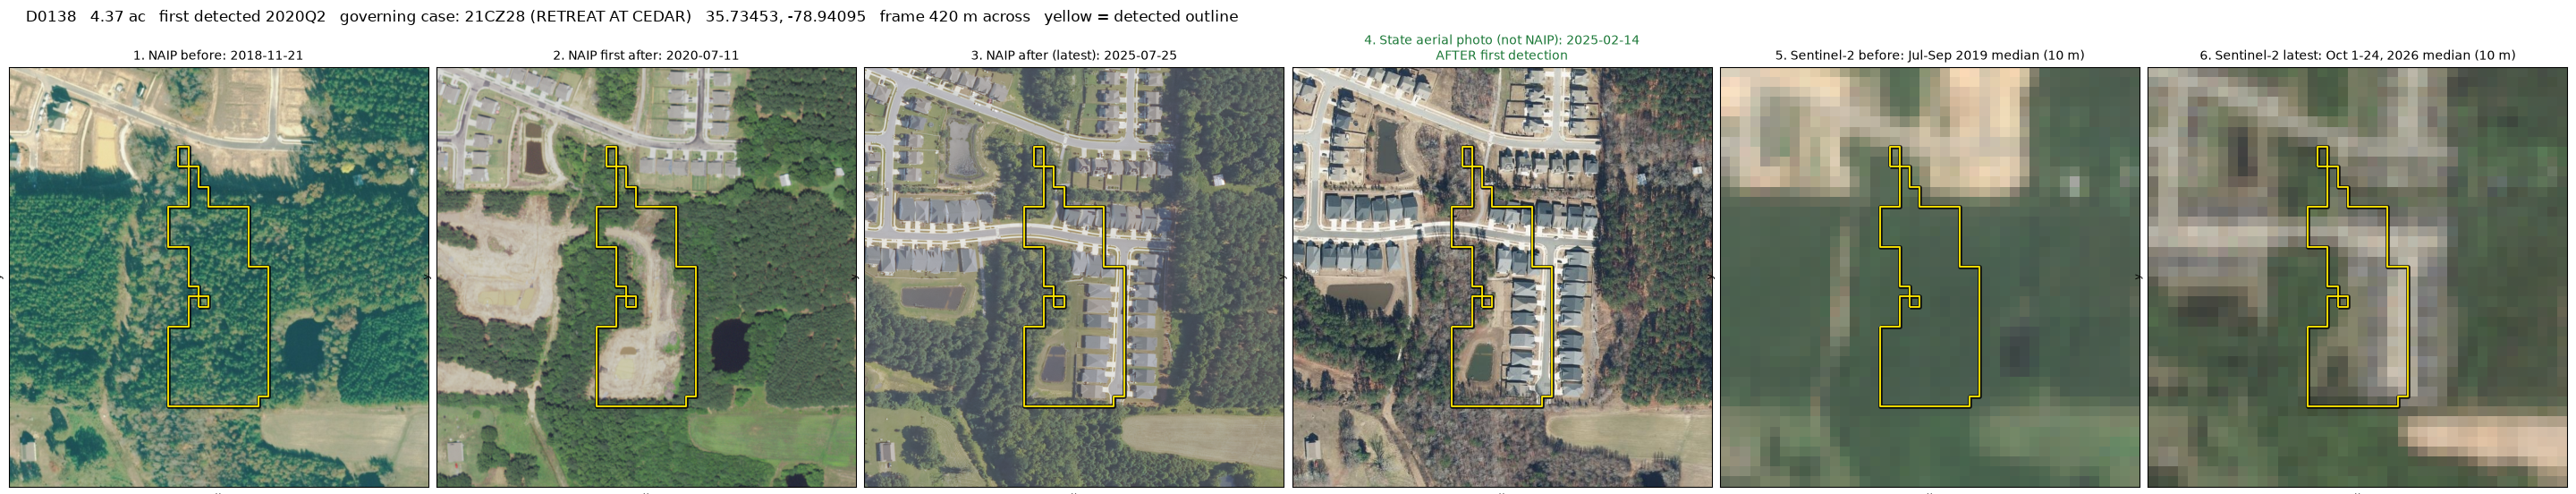 D0138 4.37 ac first detected 2020Q2 governing case: 21CZ28 (RETREAT AT CEDAR) 35.73453, -78.94095 frame 420 m across yellow = detected outline
1. NAIP before: 2018-11-21
2. NAIP first after: 2020-07-11
3. NAIP after (latest): 2025-07-25
4. State aerial photo (not NAIP): 2025-02-14
AFTER first detection
5. Sentinel-2 before: Jul-Sep 2019 median (10 m)
6. Sentinel-2 latest: Oct 1-24, 2026 median (10 m)